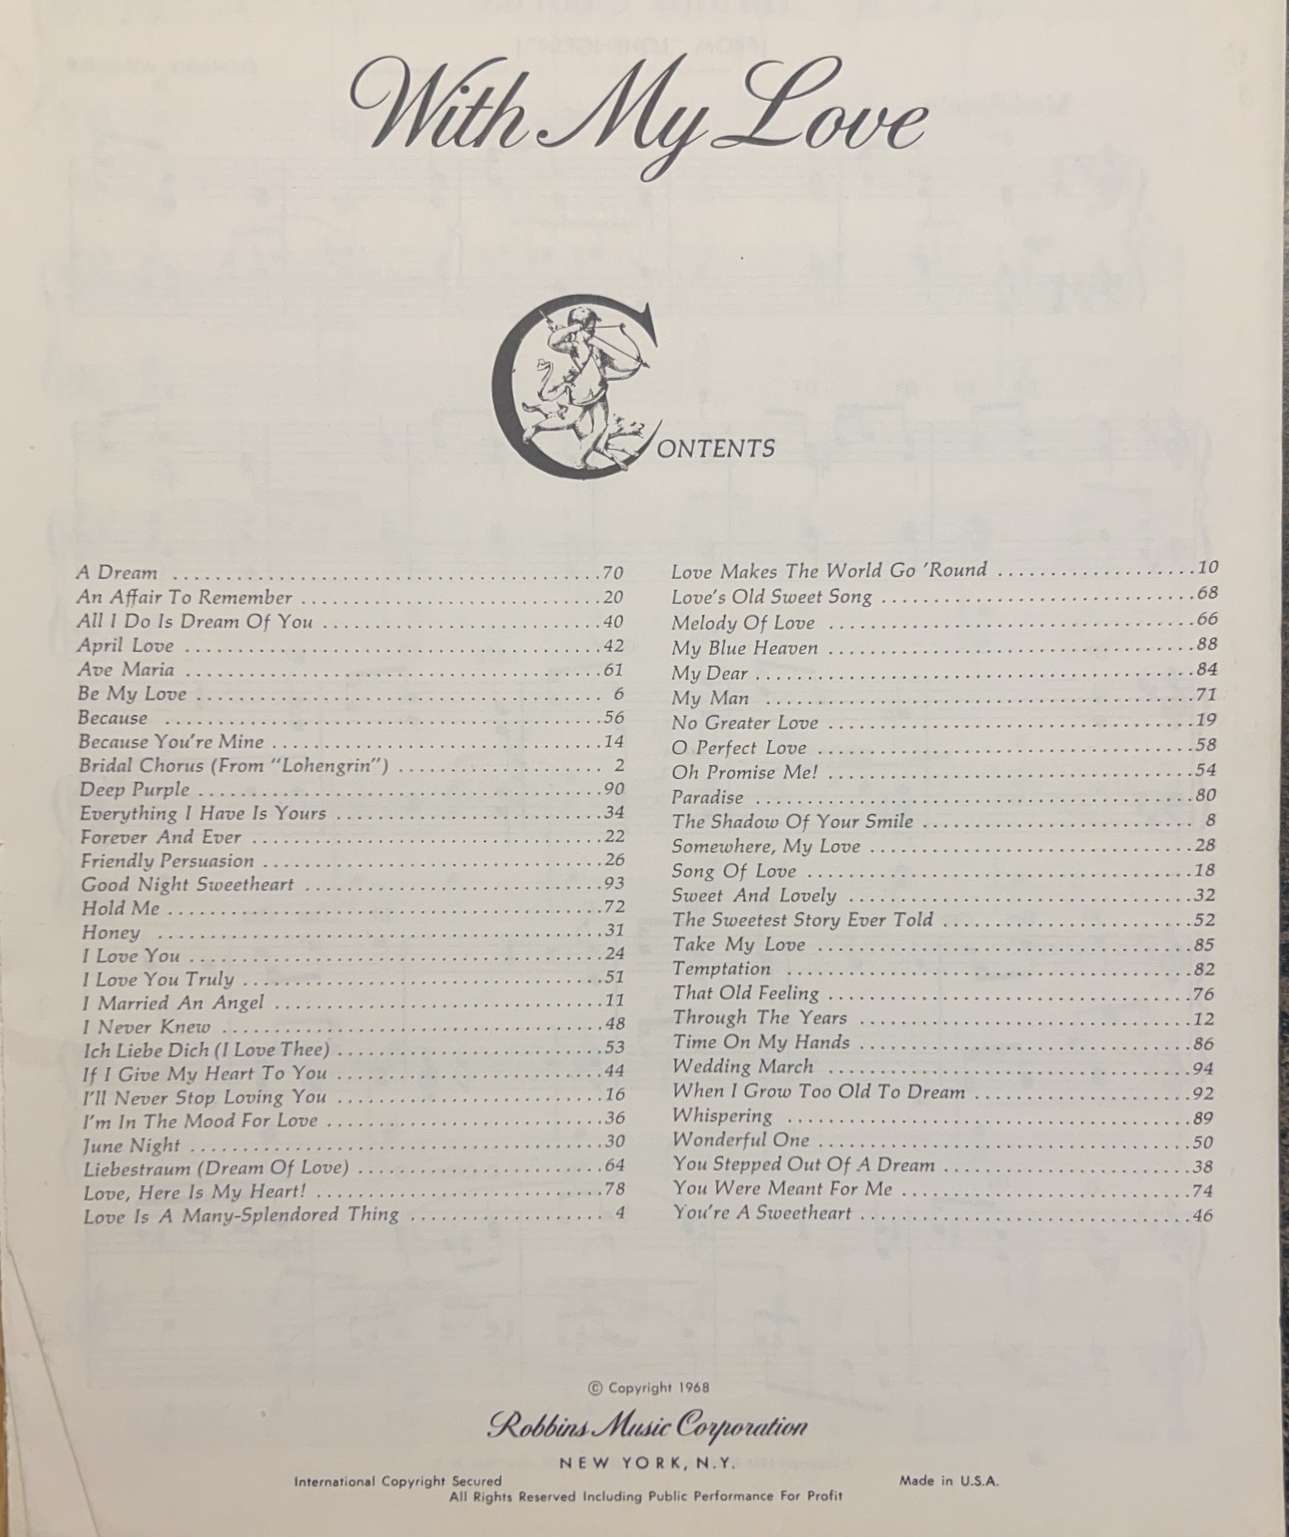 With My Love
CONTENTS
A Dream ........................................70
An Affair To Remember ............................20
All I Do Is Dream Of You ..........................40
April Love .......................................42
Ave Maria .......................................61
Be My Love ...................................... 6
Because .........................................56
Because You're Mine ...............................14
Bridal Chorus (From "Lohengrin") ................... 2
Deep Purple ......................................90
Everything I Have Is Yours .........................34
Forever And Ever .................................22
Friendly Persuasion ................................26
Good Night Sweetheart ............................93
Hold Me .........................................72
Honey ..........................................31
I Love You .......................................24
I Love You Truly ..................................51
I Married An Angel ...............................11
I Never Knew ....................................48
Ich Liebe Dich (I Love Thee) .........................53
If I Give My Heart To You .........................44
I'll Never Stop Loving You .........................16
I'm In The Mood For Love ..........................36
June Night .......................................30
Liebestraum (Dream Of Love) .......................64
Love, Here Is My Heart! ...........................78
Love Is A Many-Splendored Thing ................... 4
Love Makes The World Go 'Round ...................10
Love's Old Sweet Song ..............................68
Melody Of Love ...................................66
My Blue Heaven ...................................88
My Dear ..........................................84
My Man .........................................71
No Greater Love ...................................19
O Perfect Love ....................................58
Oh Promise Me! ...................................54
Paradise ..........................................80
The Shadow Of Your Smile .......................... 8
Somewhere, My Love ...............................28
Song Of Love .....................................18
Sweet And Lovely .................................32
The Sweetest Story Ever Told ........................52
Take My Love ....................................85
Temptation .......................................82
That Old Feeling ...................................76
Through The Years ................................12
Time On My Hands ................................86
Wedding March ...................................94
When I Grow Too Old To Dream .....................92
Whispering .......................................89
Wonderful One ....................................50
You Stepped Out Of A Dream ........................38
You Were Meant For Me ............................74
You're A Sweetheart ................................46
© Copyright 1968
Robbins Music Corporation
NEW YORK, N.Y.
International Copyright Secured Made in U.S.A.
All Rights Reserved Including Public Performance For Profit